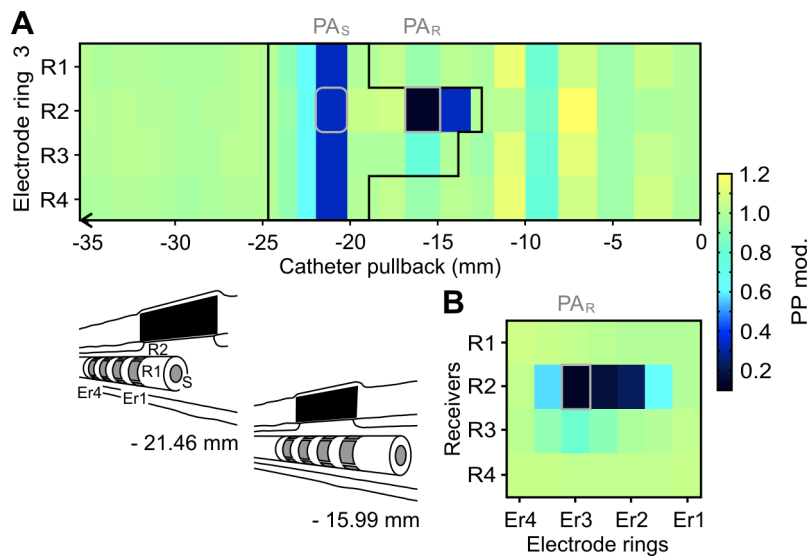 A
PAS PAR
Electrode ring 3
R1
R2
R3
R4
-35 -30 -25 -20 -15 -10 -5 0
Catheter pullback (mm)
1.2
1.0
0.8
0.6
0.4
0.2
PP mod.
R2
R1
S
Er4 Er1
- 21.46 mm
- 15.99 mm
B
PAR
Receivers
R1
R2
R3
R4
Er4 Er3 Er2 Er1
Electrode rings